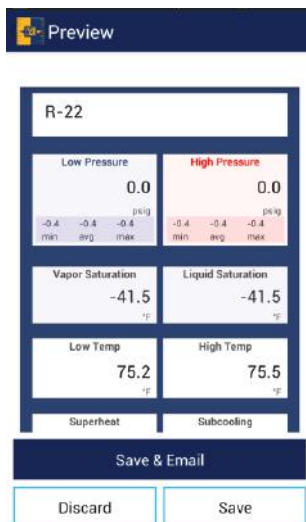 Preview
R-22
Low Pressure High Pressure
0.0 0.0
psig psig
-0.4 -0.4 -0.4 -0.4 -0.4 -0.4
min avg max min avg max
Vapor Saturation Liquid Saturation
-41.5 -41.5
°F °F
Low Temp High Temp
75.2 75.5
°F °F
Superheat Subcooling
Save & Email
Discard Save